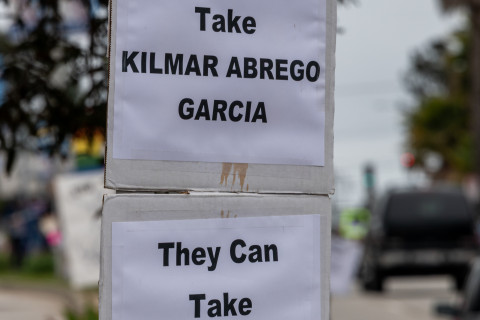 Take
KILMAR ABREGO
GARCIA
They Can
Take